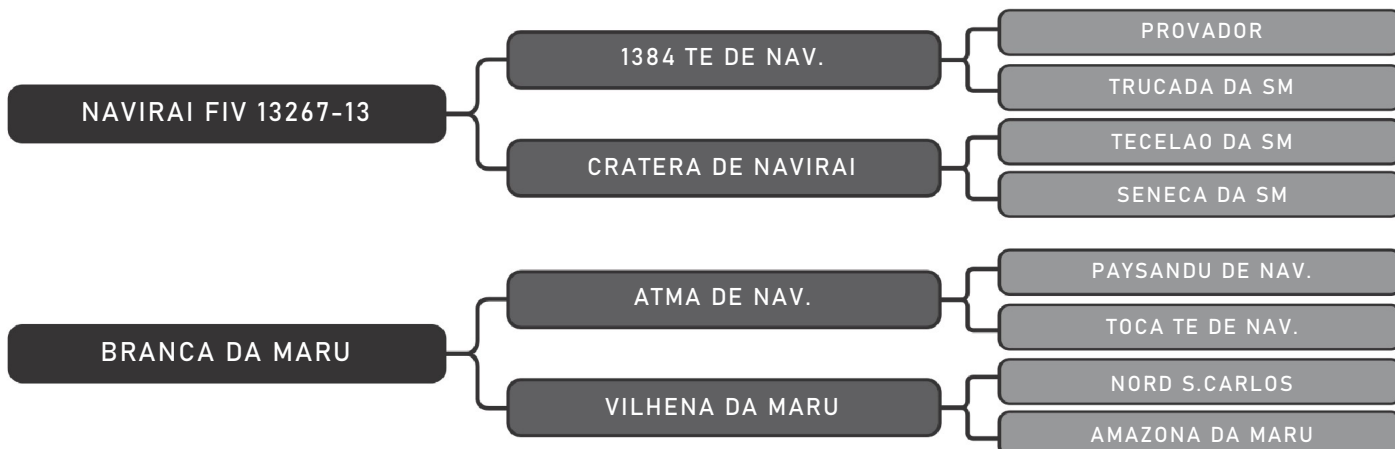 NAVIRAI FIV 13267-13
1384 TE DE NAV.
PROVADOR
TRUCADA DA SM
CRATERA DE NAVIRAI
TECELAO DA SM
SENECA DA SM
BRANCA DA MARU
ATMA DE NAV.
PAYSANDU DE NAV.
TOCA TE DE NAV.
VILHENA DA MARU
NORD S.CARLOS
AMAZONA DA MARU